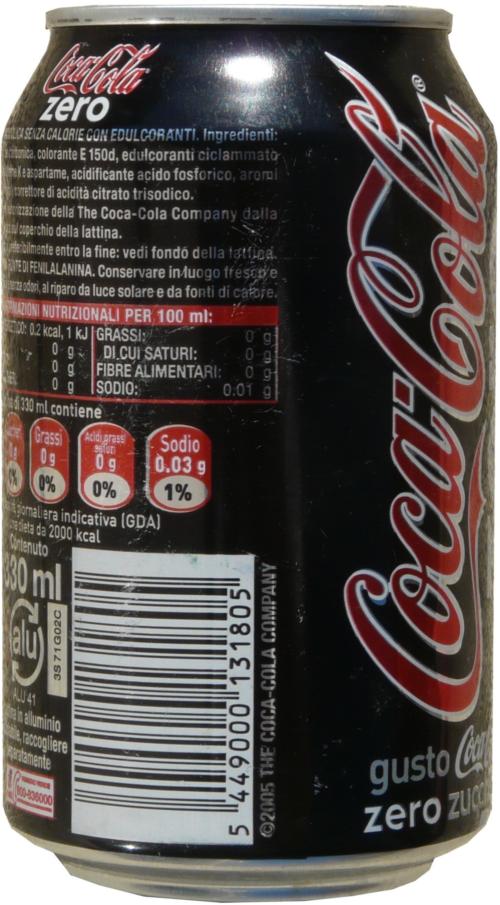 Coca-Cola
zero
SENZA CALORIE CON EDULCORANTI. Ingredienti:
colorante E 150d, edulcoranti ciclammato
K e aspartame, acidificante acido fosforico, aromi
correttore di acidità citrato trisodico.
della The Coca-Cola Company dalla
sul coperchio della lattina.
entro la fine: vedi fondo della lattina.
DI FENILALANINA. Conservare in luogo fresco e
odori, al riparo da luce solare e da fonti di calore.
NUTRIZIONALI PER 100 ml:
0.2 kcal, 1 kJ GRASSI: 0 g
0 g DI CUI SATURI: 0 g
0 g FIBRE ALIMENTARI: 0 g
0 g SODIO: 0.01 g
di 330 ml contiene
Grassi
0 g
0%
Acidi grassi
saturi
0 g
0%
Sodio
0.03 g
1%
giornaliera indicativa (GDA)
dieta da 2000 kcal
Contenuto
330 ml
alu
ALU 41
3S71G02C
in alluminio
raccogliere
separatamente
800-836000
5 449000 131805
©2005 THE COCA-COLA COMPANY
Coca-Cola®
gusto Coca
zero